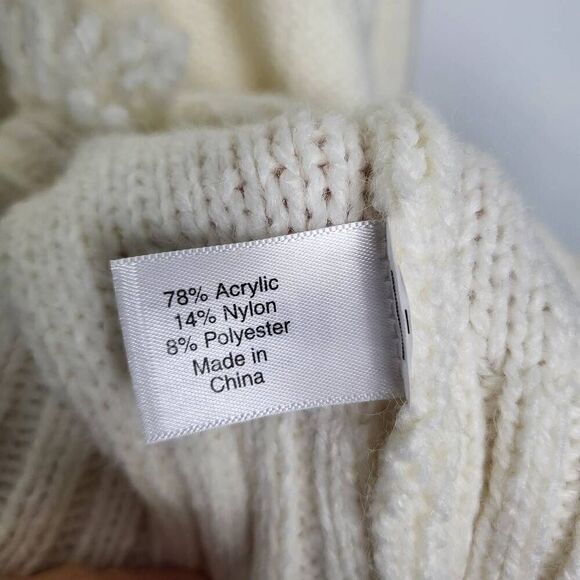 78% Acrylic
14% Nylon
8% Polyester
Made in
China